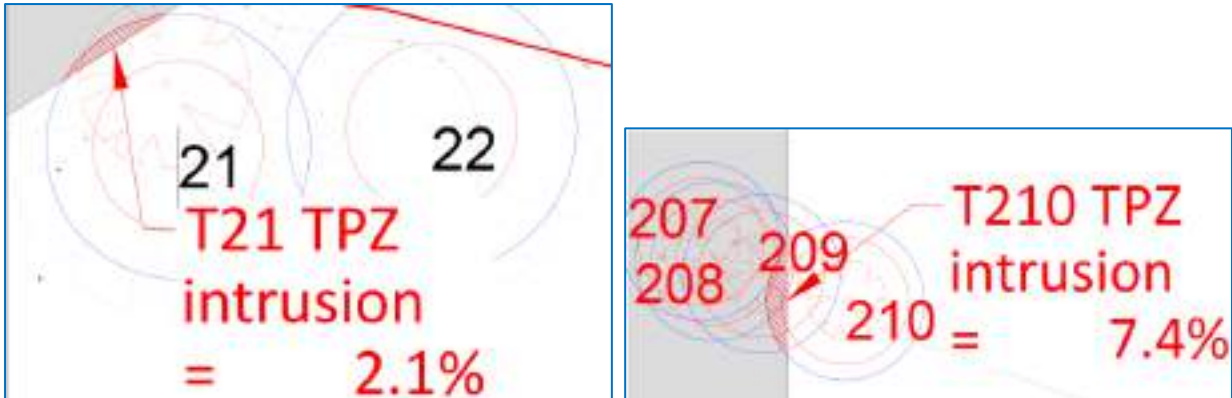 21
22
T21 TPZ
intrusion
= 2.1%
207
208
209
210
T210 TPZ
intrusion
= 7.4%